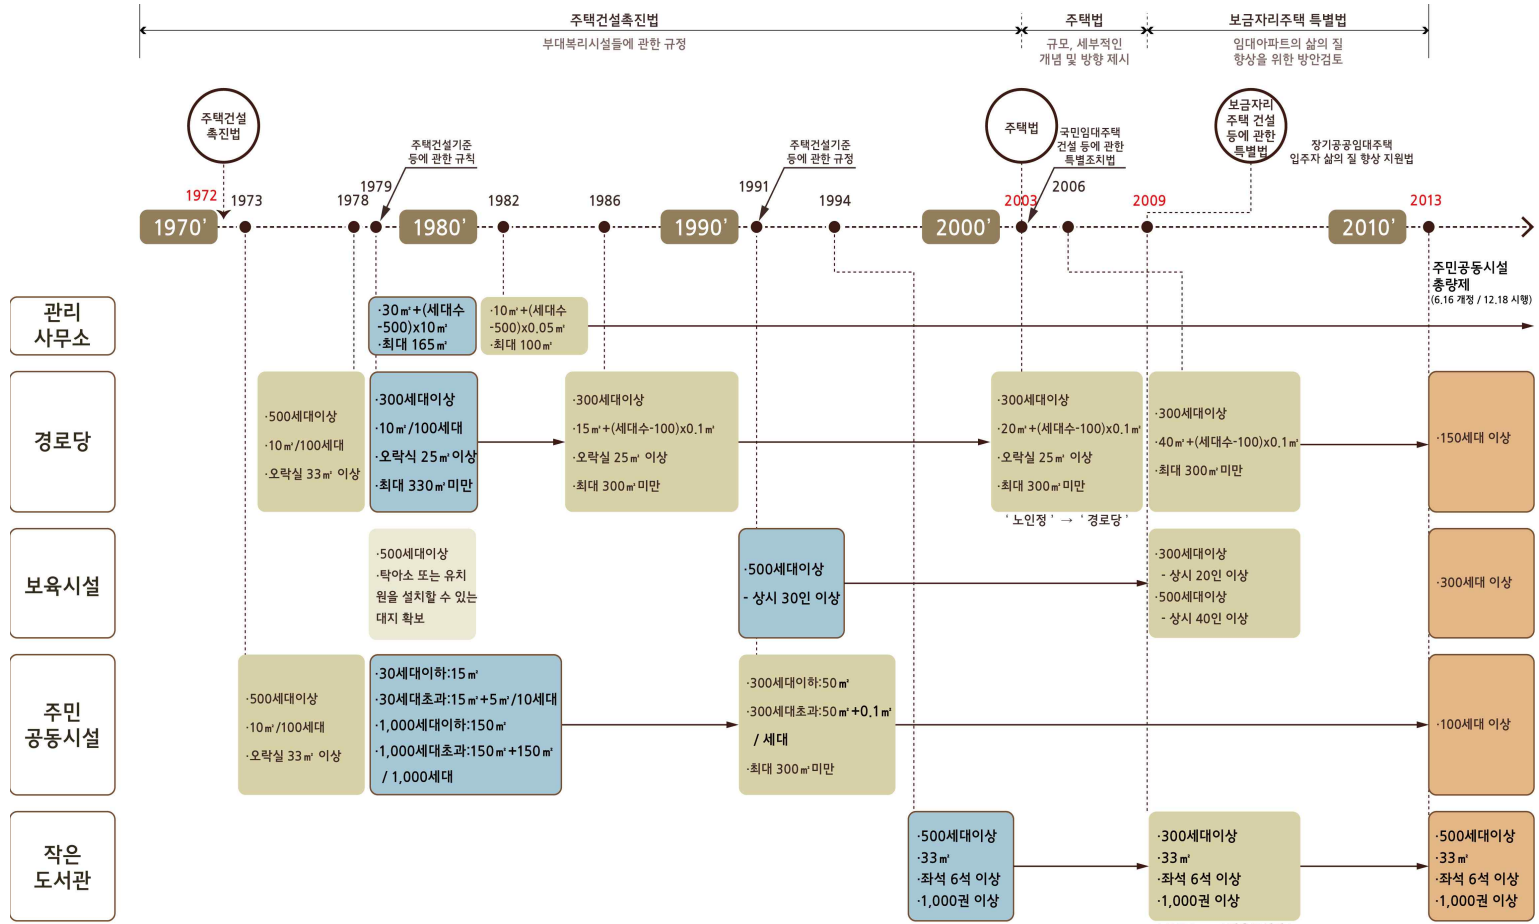 주택건설촉진법
부대복리시설들에 관한 규정
주택법
규모, 세부적인
개념 및 방향 제시
보금자리주택 특별법
임대아파트의 삶의 질
향상을 위한 방안검토
주택건설
촉진법
주택법
국민임대주택
건설 등에 관한
특별조치법
보금자리
주택 건설
등에 관한
특별법
장기공공임대주택
입주자 삶의 질 향상 지원법
주택건설기준
등에 관한 규칙
주택건설기준
등에 관한 규정
1972
1973
1978
1979
1982
1986
1991
1994
2003
2006
2009
2013
1970'
1980'
1990'
2000'
2010'
주민공동시설
총량제
(6.16 개정 / 12.18 시행)
관리
사무소
·30㎡+(세대수
-500)x10㎡
·최대 165㎡
·10㎡+(세대수
-500)x0.05㎡
·최대 100㎡
경로당
·500세대이상
·10㎡/100세대
·오락실 33㎡ 이상
·300세대이상
·10㎡/100세대
·오락식 25㎡이상
·최대 330㎡미만
·300세대이상
·15㎡+(세대수-100)x0.1㎡
·오락실 25㎡ 이상
·최대 300㎡미만
·300세대이상
·20㎡+(세대수-100)x0.1㎡
·오락실 25㎡ 이상
·최대 300㎡미만
' 노인정 ' → ' 경로당 '
·300세대이상
·40㎡+(세대수-100)x0.1㎡
·최대 300㎡미만
·150세대 이상
보육시설
·500세대이상
·탁아소 또는 유치
원을 설치할 수 있는
대지 확보
·500세대이상
- 상시 30인 이상
·300세대이상
- 상시 20인 이상
·500세대이상
- 상시 40인 이상
·300세대 이상
주민
공동시설
·500세대이상
·10㎡/100세대
·오락실 33㎡ 이상
·30세대이하:15㎡
·30세대초과:15㎡+5㎡/10세대
·1,000세대이하:150㎡
·1,000세대초과:150㎡+150㎡
/ 1,000세대
·300세대이하:50㎡
·300세대초과:50㎡+0.1㎡
/ 세대
·최대 300㎡미만
·100세대 이상
작은
도서관
·500세대이상
·33㎡
·좌석 6석 이상
·1,000권 이상
·300세대이상
·33㎡
·좌석 6석 이상
·1,000권 이상
·500세대이상
·33㎡
·좌석 6석 이상
·1,000권 이상